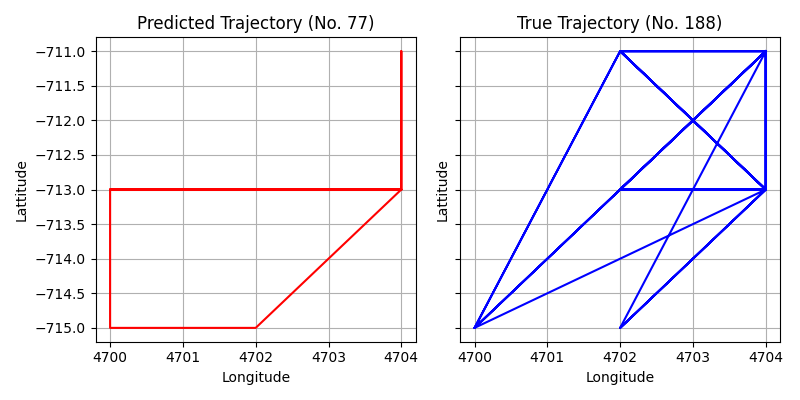 Predicted Trajectory (No. 77)
True Trajectory (No. 188)
−711.0
−711.5
−712.0
−712.5
−713.0
−713.5
−714.0
−714.5
−715.0
Lattitude
Lattitude
4700 4701 4702 4703 4704
4700 4701 4702 4703 4704
Longitude
Longitude